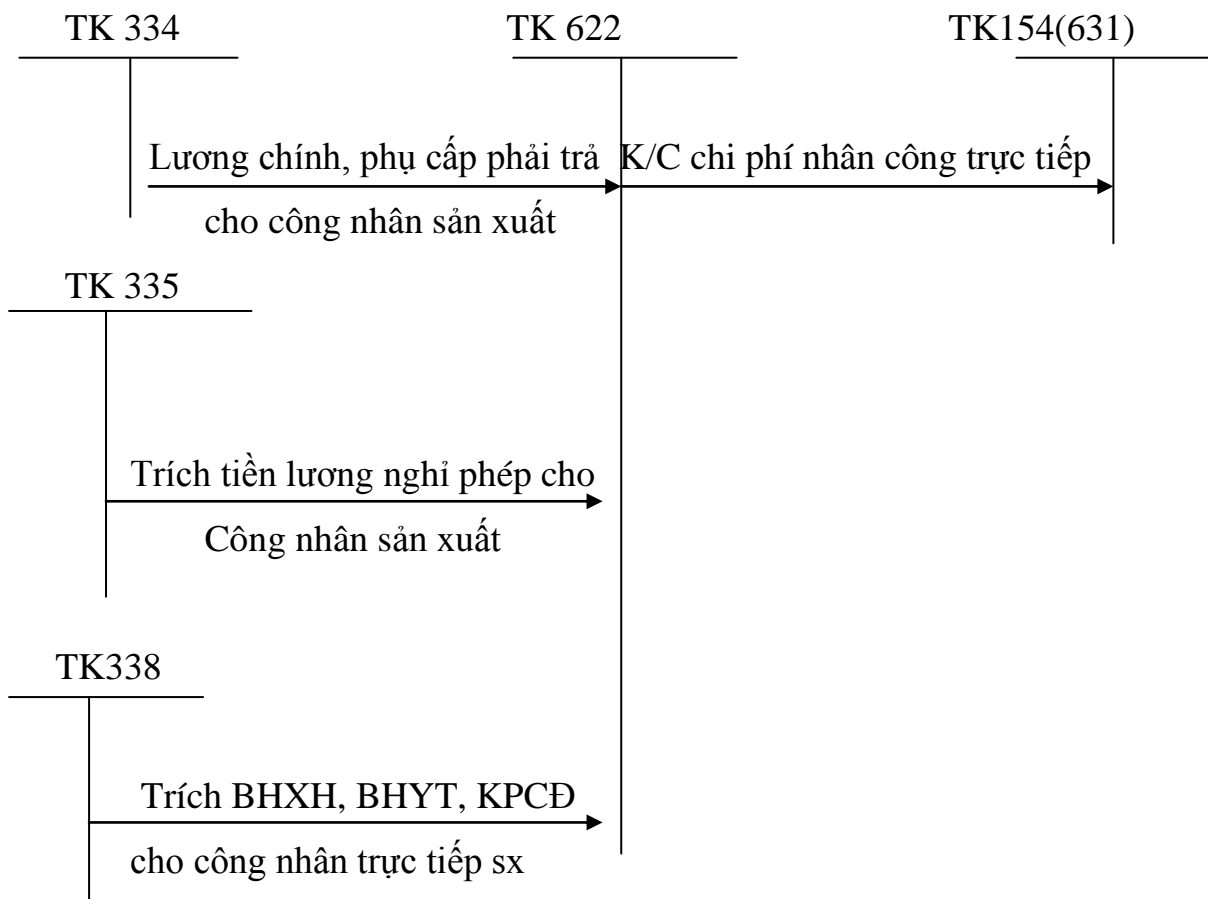 TK 334 TK 622 TK154(631)
Lương chính, phụ cấp phải trả K/C chi phí nhân công trực tiếp
cho công nhân sản xuất
TK 335
Trích tiền lương nghỉ phép cho
Công nhân sản xuất
TK338
Trích BHXH, BHYT, KPCĐ
cho công nhân trực tiếp sx